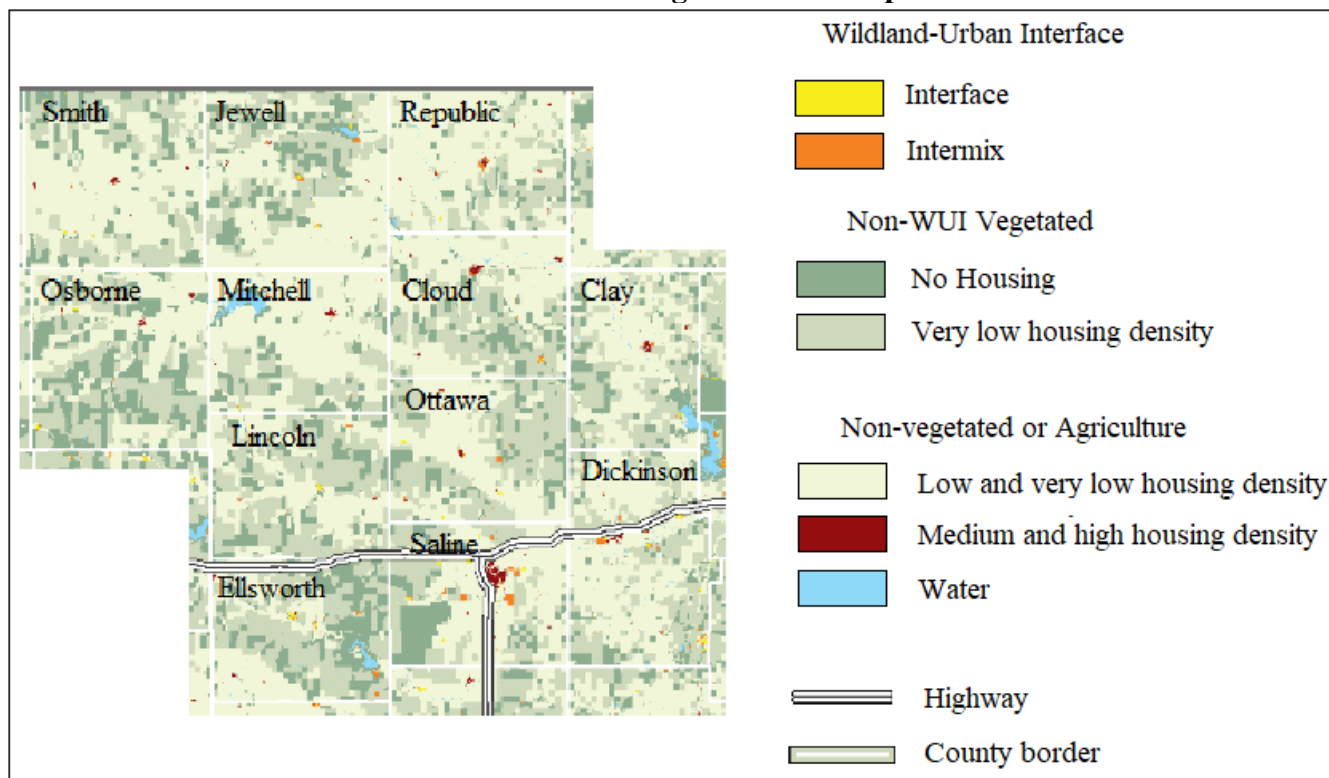 Wildland-Urban Interface
Interface
Intermix
Non-WUI Vegetated
No Housing
Very low housing density
Non-vegetated or Agriculture
Low and very low housing density
Medium and high housing density
Water
Highway
County border
Smith Jewell Republic
Osborne Mitchell Cloud Clay
Ottawa
Lincoln
Dickinson
Saline
Ellsworth